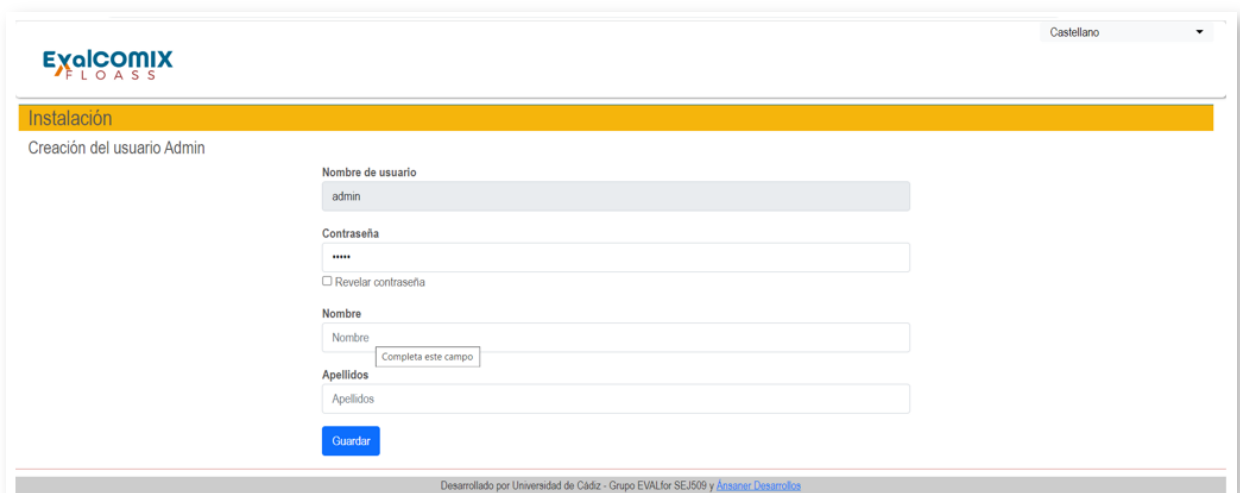 Castellano
EvalCOMIX
FLOASS
Instalación
Creación del usuario Admin
Nombre de usuario
admin
Contraseña
•••••
Revelar contraseña
Nombre
Nombre
Completa este campo
Apellidos
Apellidos
Guardar
Desarrollado por Universidad de Cádiz - Grupo EVALfor SEJ509 y Ánsaner Desarrollos